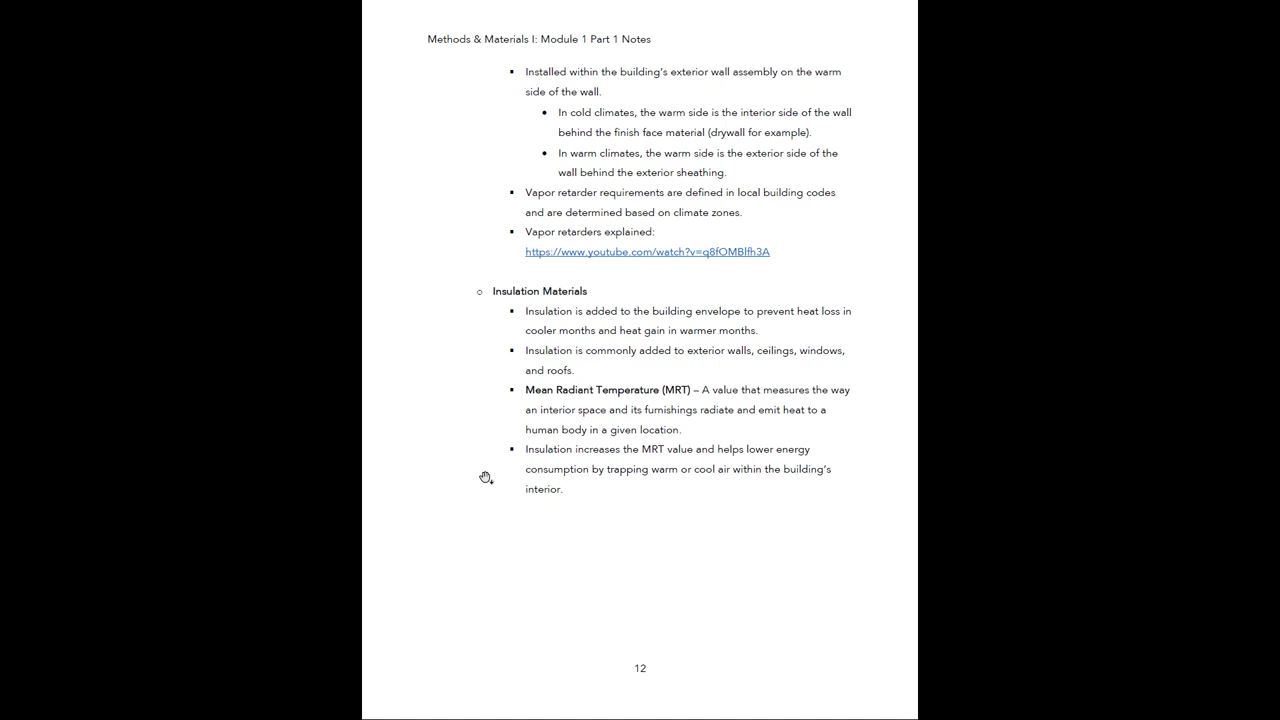 Methods & Materials I: Module 1 Part 1 Notes
▪ Installed within the building's exterior wall assembly on the warm
side of the wall.
• In cold climates, the warm side is the interior side of the wall
behind the finish face material (drywall for example).
• In warm climates, the warm side is the exterior side of the
wall behind the exterior sheathing.
▪ Vapor retarder requirements are defined in local building codes
and are determined based on climate zones.
▪ Vapor retarders explained:
https://www.youtube.com/watch?v=q8fOMBlfh3A
o Insulation Materials
▪ Insulation is added to the building envelope to prevent heat loss in
cooler months and heat gain in warmer months.
▪ Insulation is commonly added to exterior walls, ceilings, windows,
and roofs.
▪ Mean Radiant Temperature (MRT) – A value that measures the way
an interior space and its furnishings radiate and emit heat to a
human body in a given location.
▪ Insulation increases the MRT value and helps lower energy
consumption by trapping warm or cool air within the building's
interior.
12